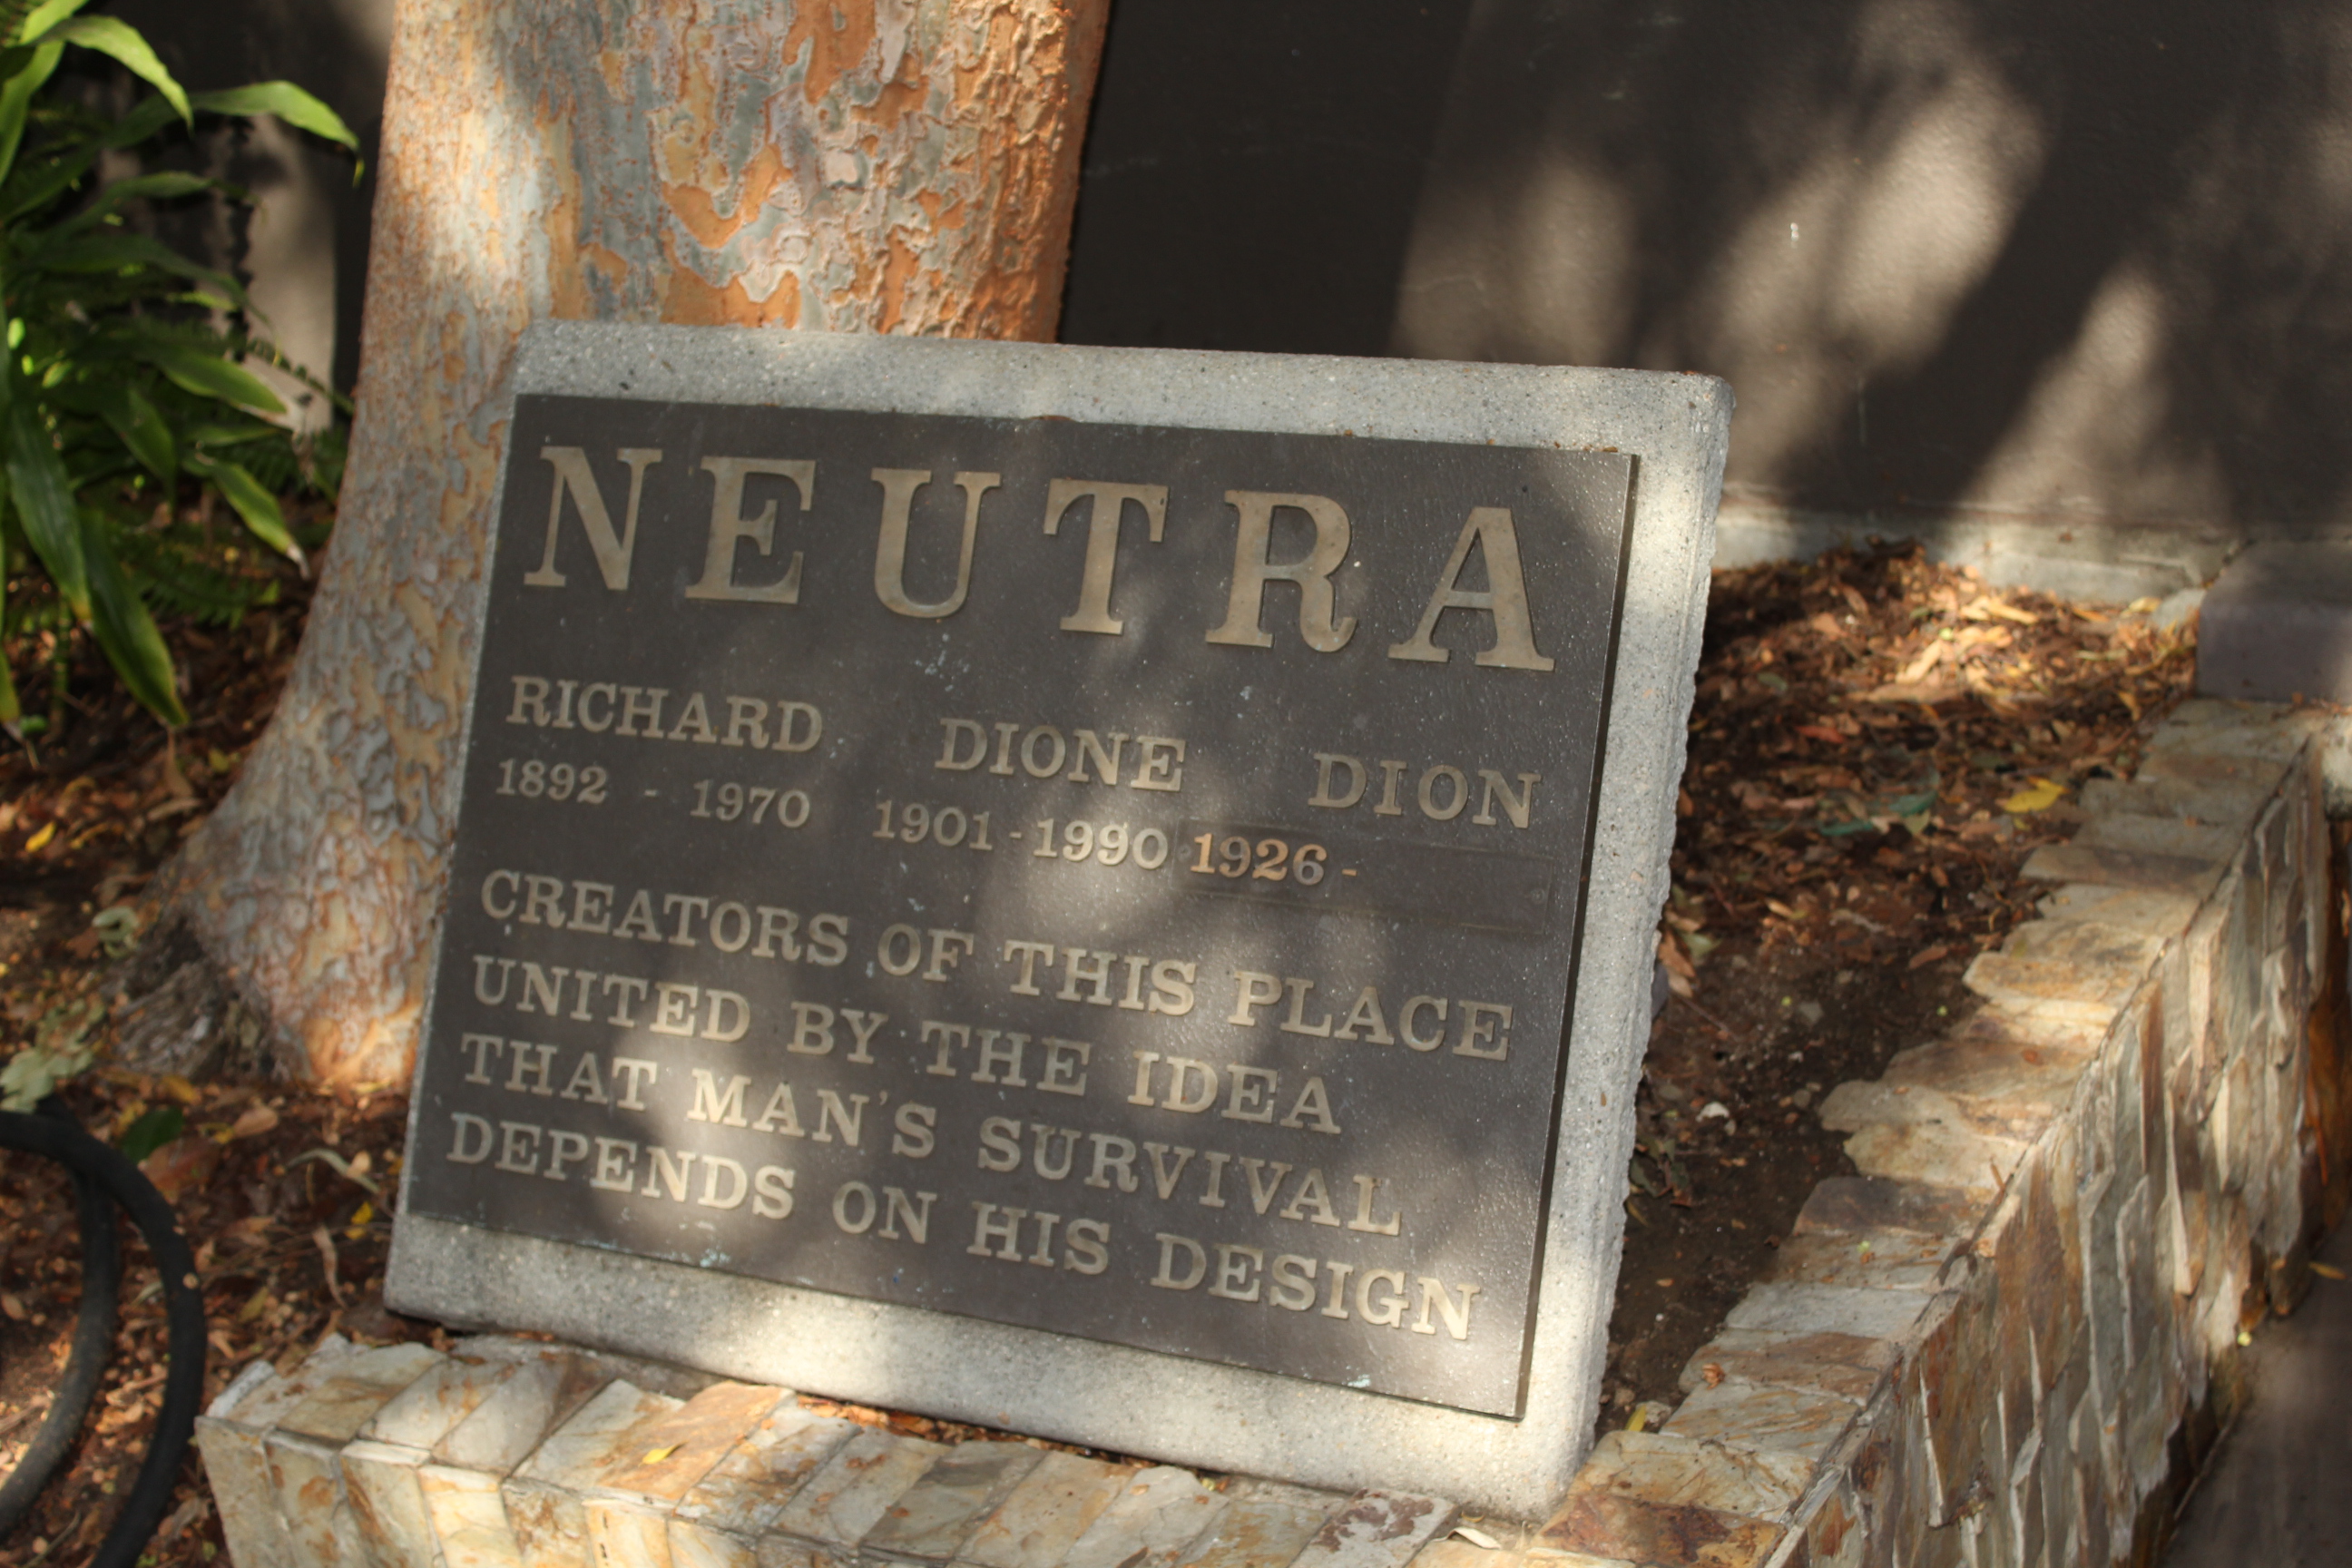 NEUTRA
RICHARD DIONE DION
1892 - 1970 1901 - 1990 1926 -
CREATORS OF THIS PLACE
UNITED BY THE IDEA
THAT MAN'S SURVIVAL
DEPENDS ON HIS DESIGN